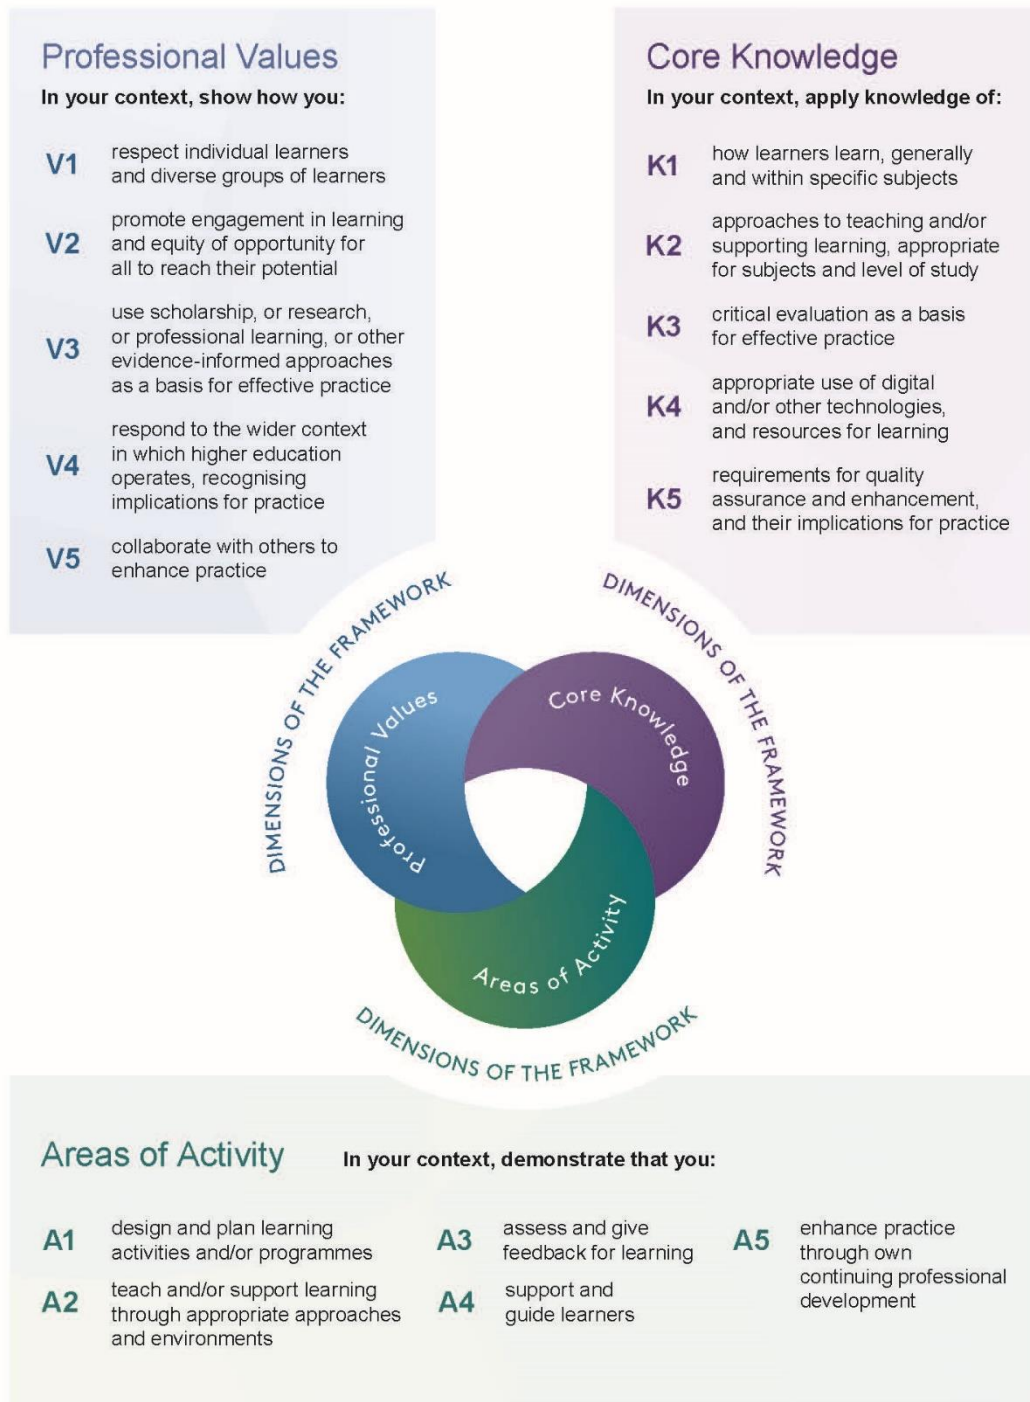 Professional Values
In your context, show how you:
V1 respect individual learners
and diverse groups of learners
V2 promote engagement in learning
and equity of opportunity for
all to reach their potential
V3 use scholarship, or research,
or professional learning, or other
evidence-informed approaches
as a basis for effective practice
V4 respond to the wider context
in which higher education
operates, recognising
implications for practice
V5 collaborate with others to
enhance practice
Core Knowledge
In your context, apply knowledge of:
K1 how learners learn, generally
and within specific subjects
K2 approaches to teaching and/or
supporting learning, appropriate
for subjects and level of study
K3 critical evaluation as a basis
for effective practice
K4 appropriate use of digital
and/or other technologies,
and resources for learning
K5 requirements for quality
assurance and enhancement,
and their implications for practice
DIMENSIONS OF THE FRAMEWORK
DIMENSIONS OF THE FRAMEWORK
Professional Values
Core Knowledge
Areas of Activity
DIMENSIONS OF THE FRAMEWORK
Areas of Activity
In your context, demonstrate that you:
A1 design and plan learning
activities and/or programmes
A2 teach and/or support learning
through appropriate approaches
and environments
A3 assess and give
feedback for learning
A4 support and
guide learners
A5 enhance practice
through own
continuing professional
development